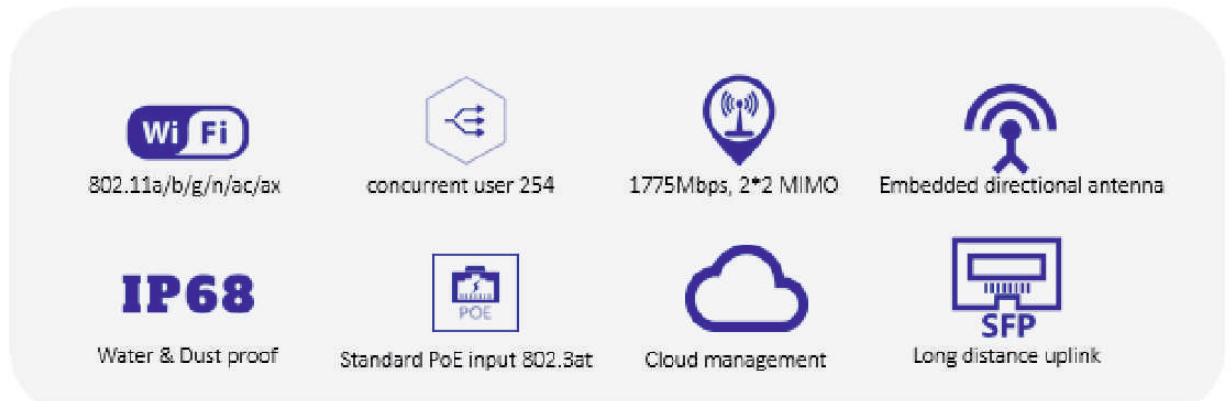 Wi Fi
802.11a/b/g/n/ac/ax
concurrent user 254
1775Mbps, 2*2 MIMO
Embedded directional antenna
IP68
Water & Dust proof
POE
Standard PoE input 802.3at
Cloud management
SFP
Long distance uplink